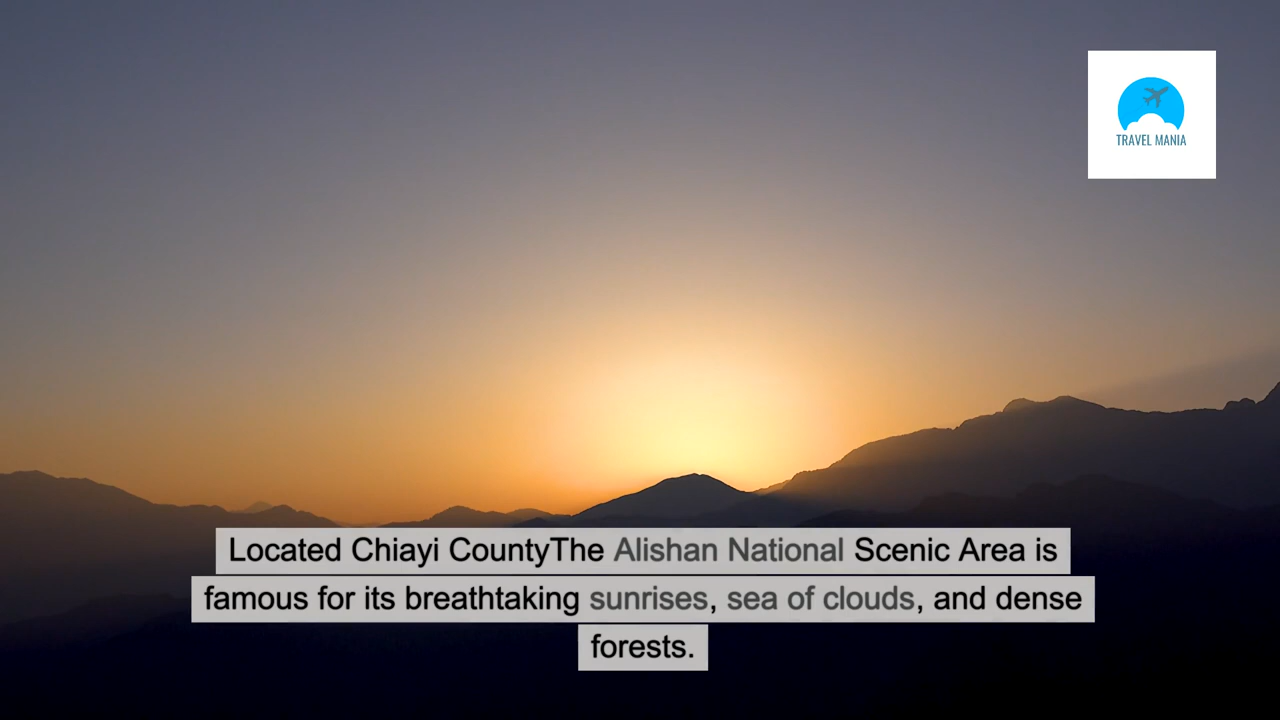 TRAVEL MANIA
Located Chiayi CountyThe Alishan National Scenic Area is
famous for its breathtaking sunrises, sea of clouds, and dense
forests.